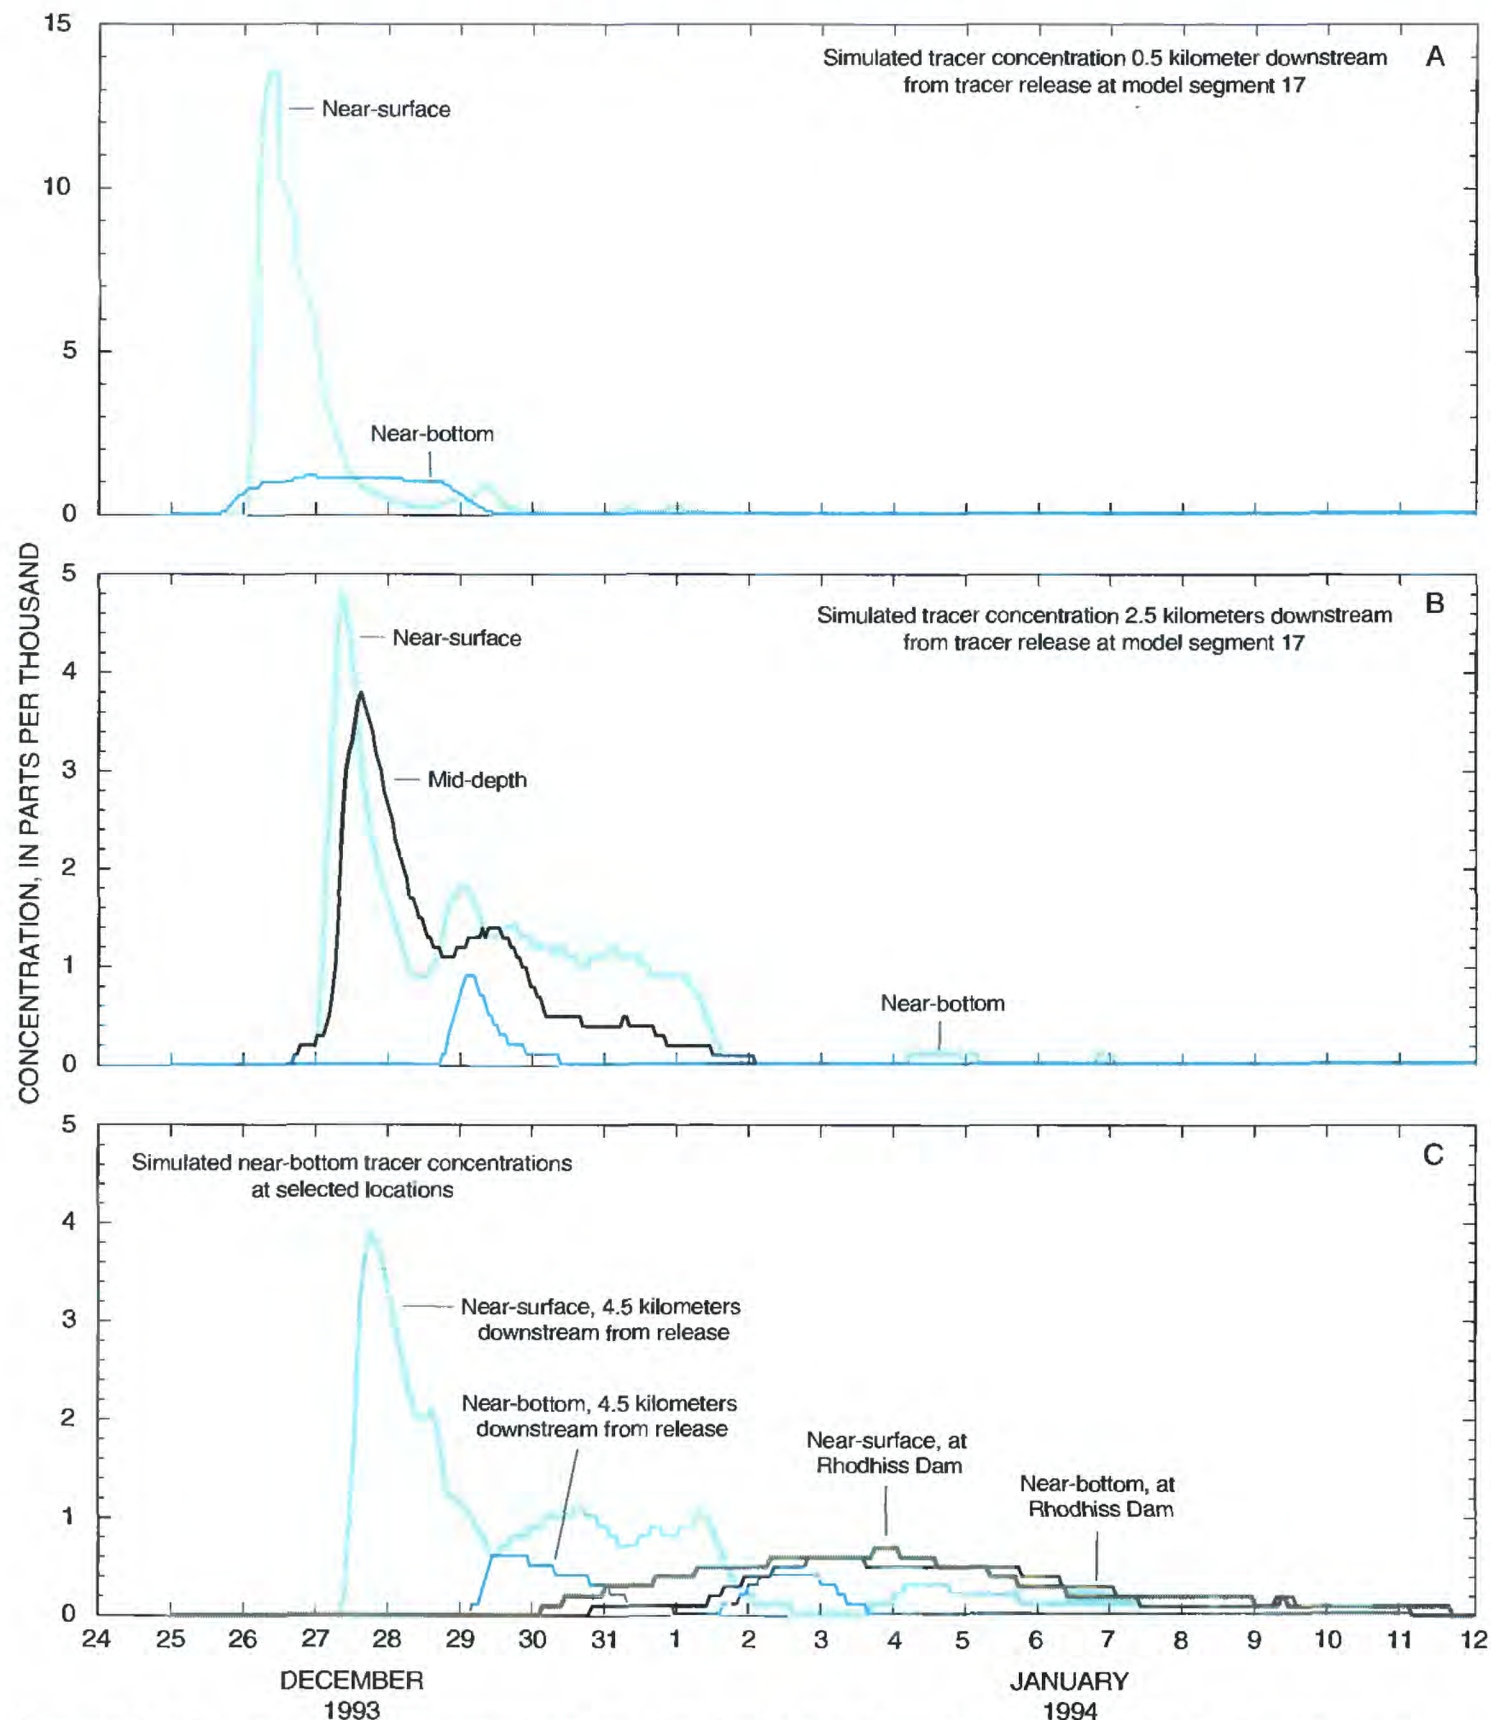 15
A
Simulated tracer concentration 0.5 kilometer downstream
from tracer release at model segment 17
Near-surface
10
5
Near-bottom
0
CONCENTRATION, IN PARTS PER THOUSAND
5
B
Simulated tracer concentration 2.5 kilometers downstream
from tracer release at model segment 17
Near-surface
4
3
Mid-depth
2
1
Near-bottom
0
5
C
Simulated near-bottom tracer concentrations
at selected locations
4
3
Near-surface, 4.5 kilometers
downstream from release
2
Near-bottom, 4.5 kilometers
downstream from release
Near-surface, at
Rhodhiss Dam
Near-bottom, at
Rhodhiss Dam
1
0
24 25 26 27 28 29 30 31 1 2 3 4 5 6 7 8 9 10 11 12
DECEMBER JANUARY
1993 1994